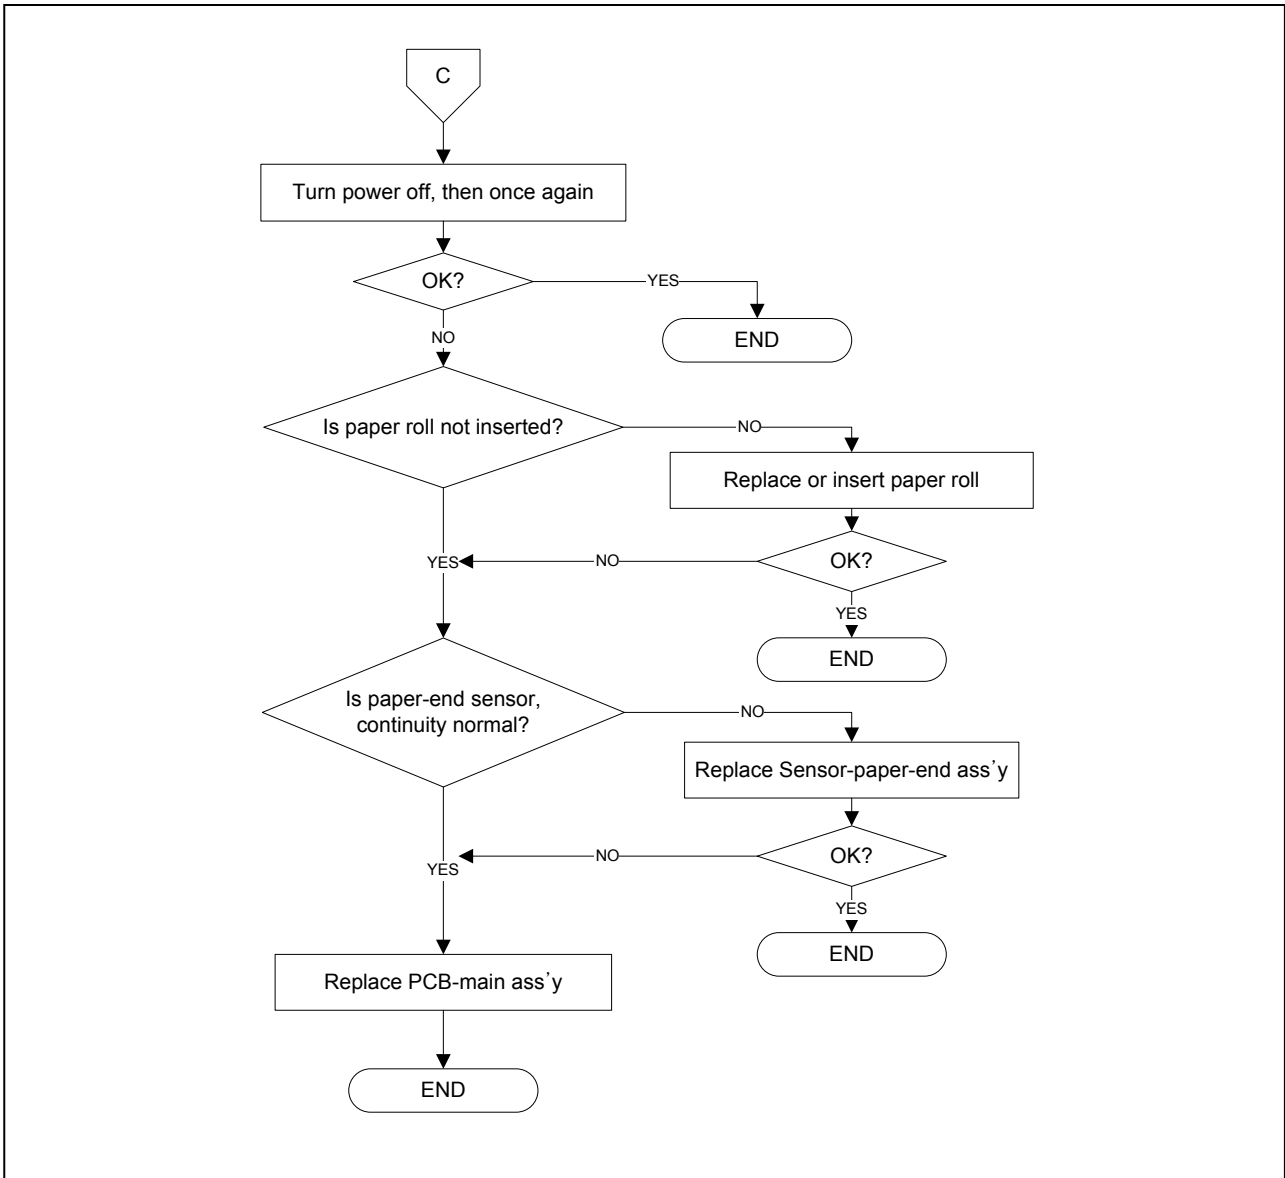 C
Turn power off, then once again
OK?
YES
END
NO
Is paper roll not inserted?
NO
Replace or insert paper roll
OK?
NO
YES
YES
END
Is paper-end sensor,
continuity normal?
NO
Replace Sensor-paper-end ass’y
OK?
NO
YES
YES
END
Replace PCB-main ass’y
END